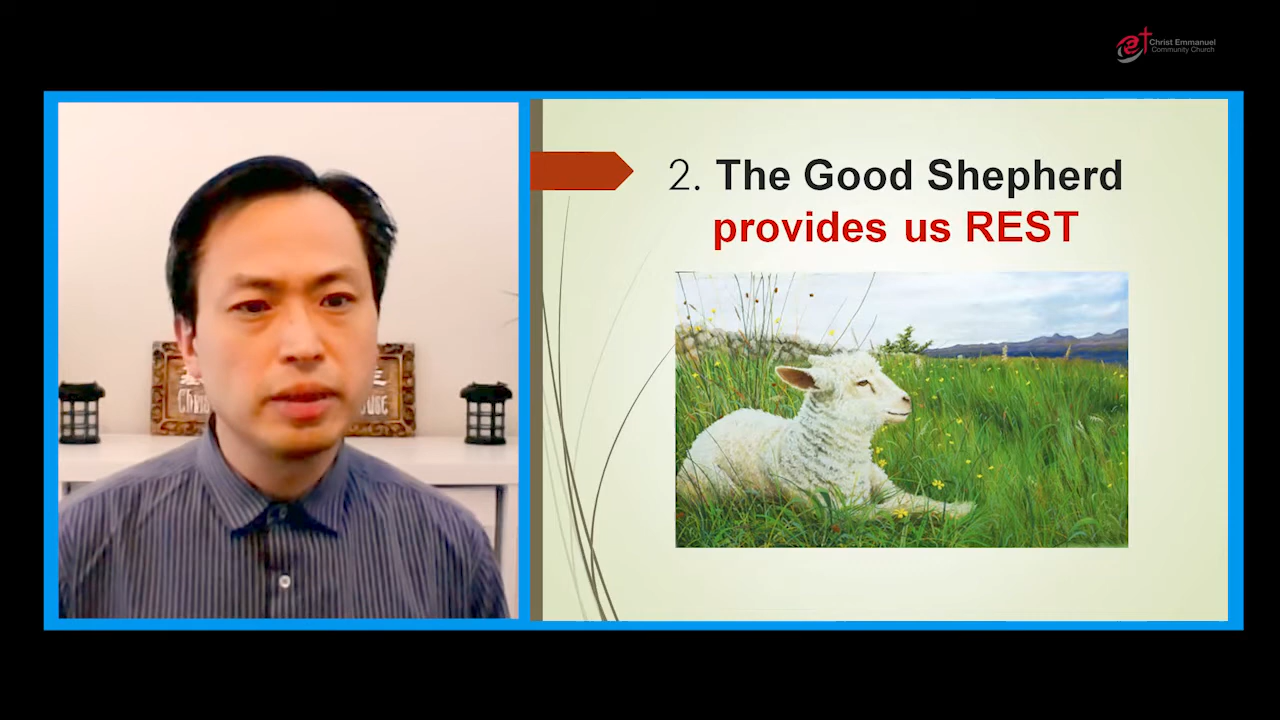 Christ Emmanuel
Community Church
2. The Good Shepherd
provides us REST